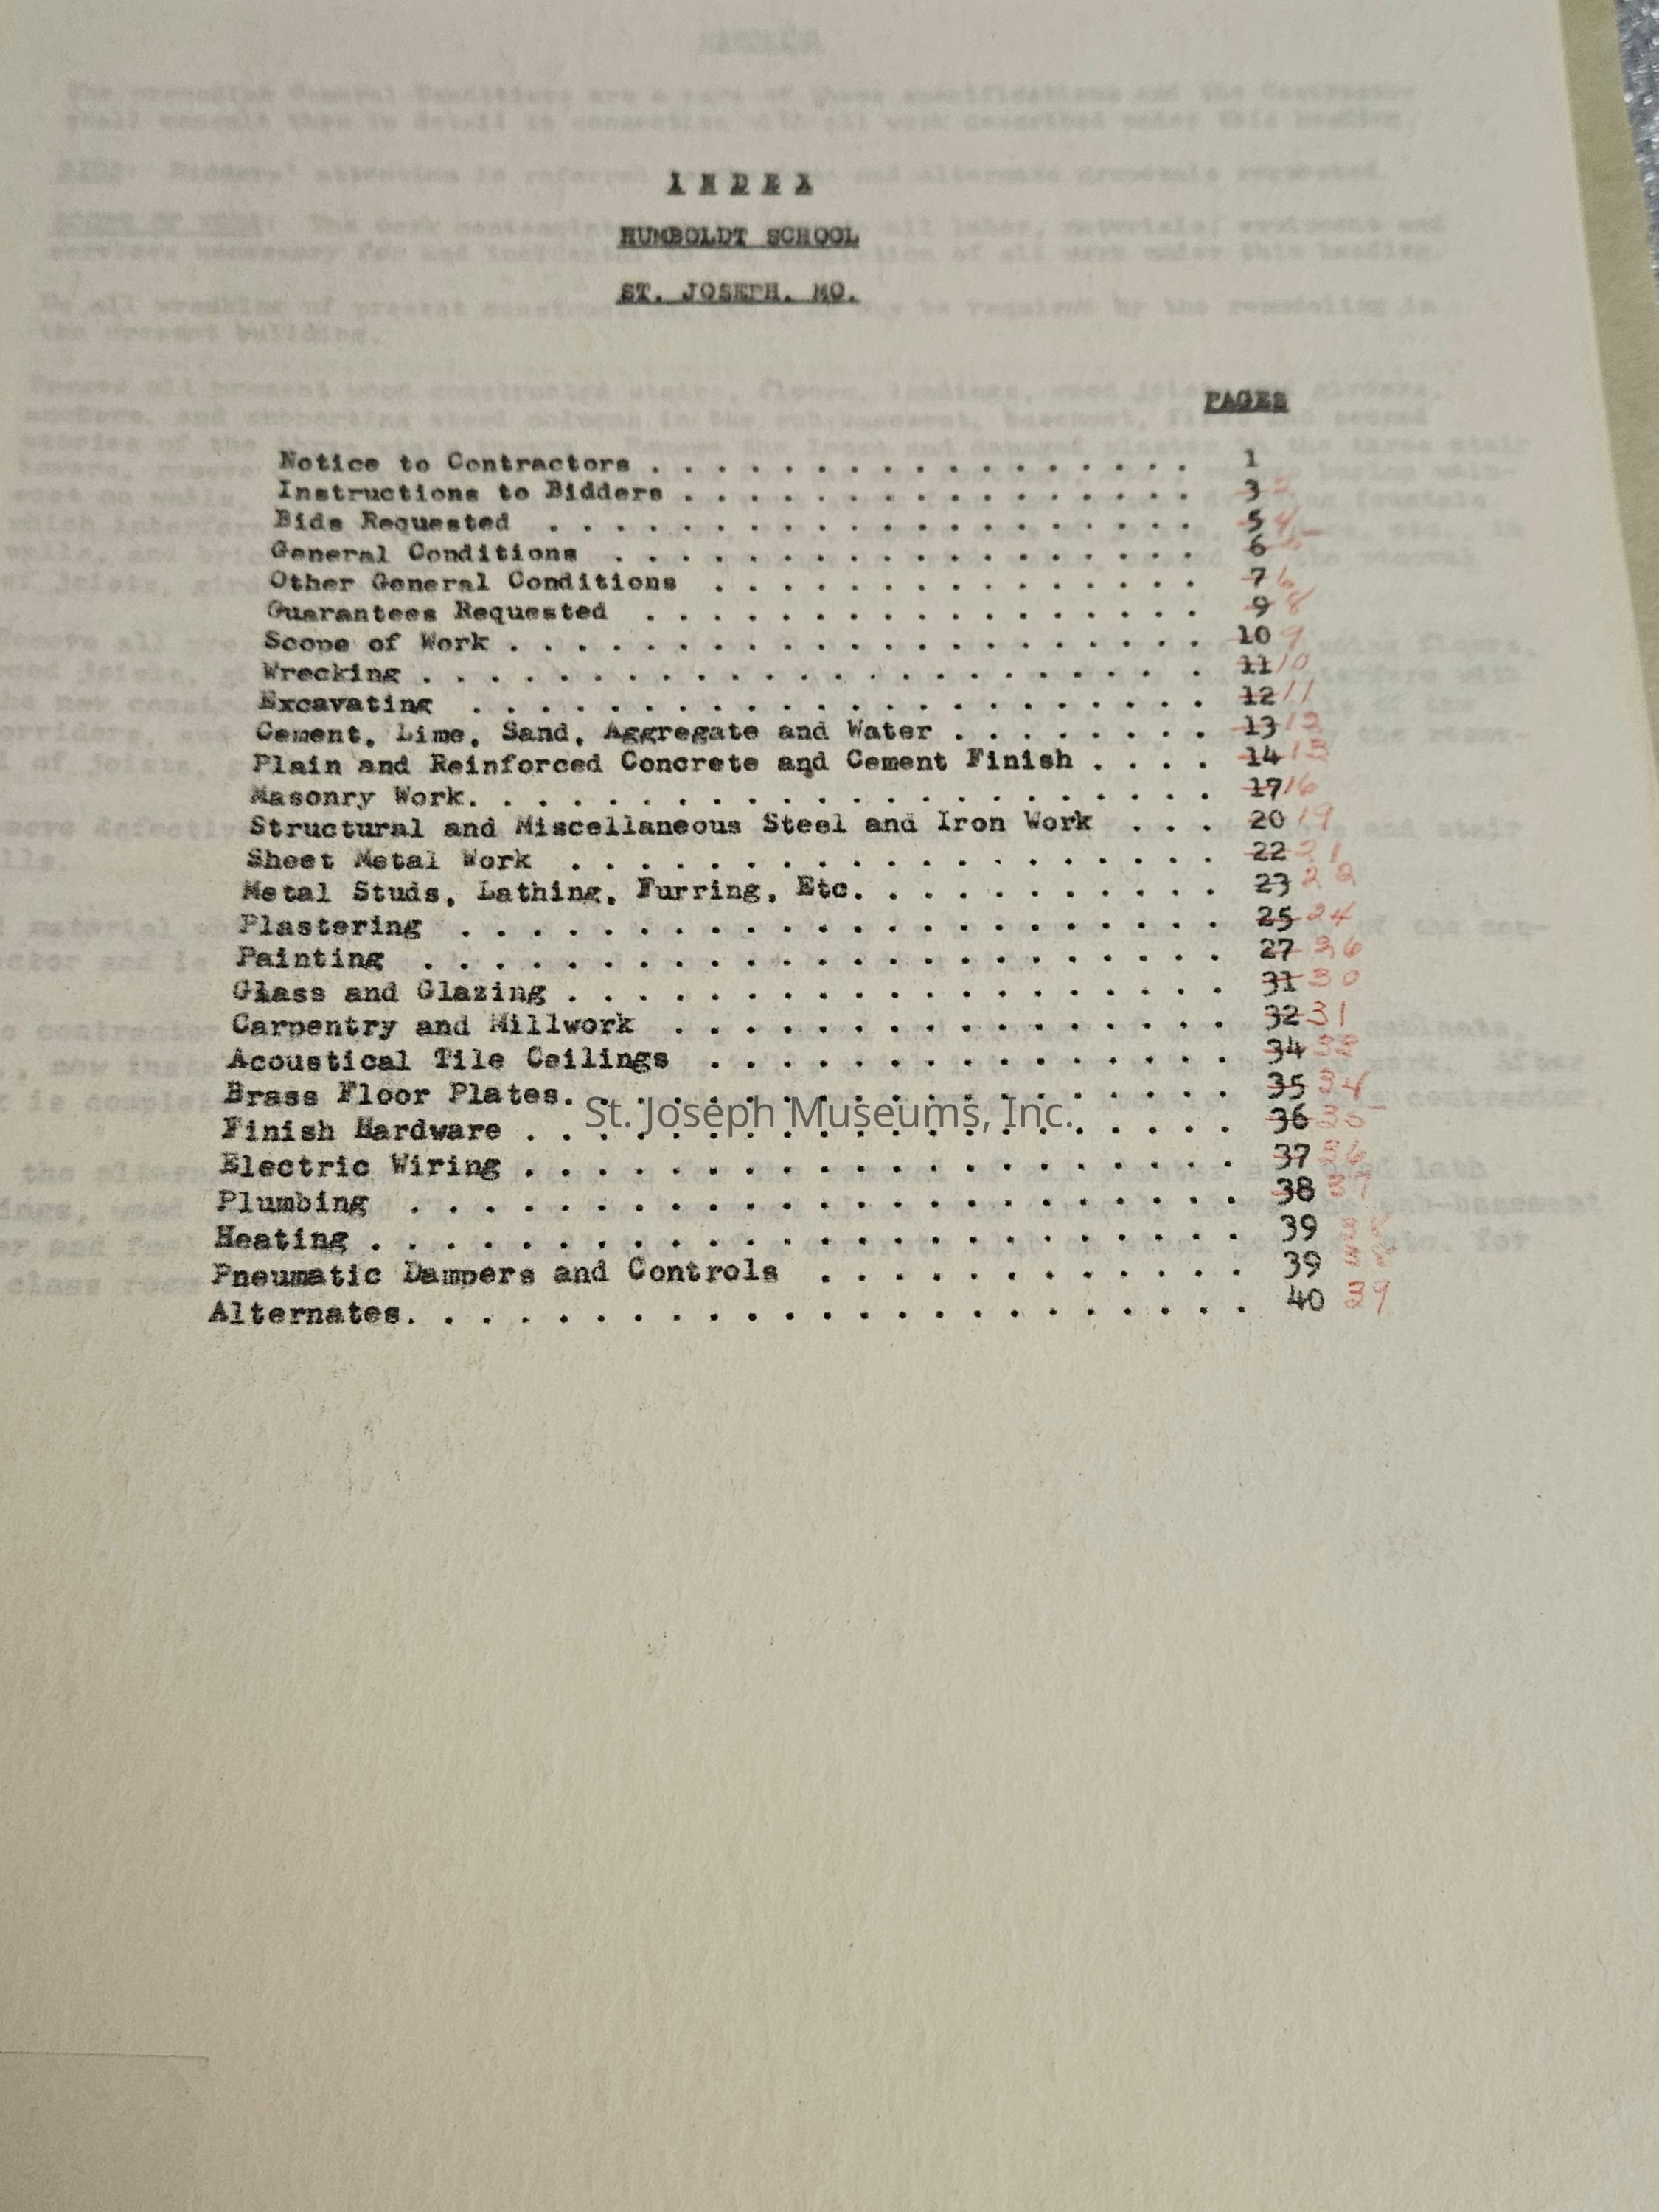 INDEX
HUMBOLDT SCHOOL
ST. JOSEPH. MO.
PAGES
Notice to Contractors . . . . . . . . . . . . . . . . 1
Instructions to Bidders . . . . . . . . . . . . . . . 3 2
Bids Requested . . . . . . . . . . . . . . . . . . . 5 4
General Conditions . . . . . . . . . . . . . . . . . 6 5
Other General Conditions . . . . . . . . . . . . . . 7 6
Guarantees Requested . . . . . . . . . . . . . . . . 9 8
Scope of Work . . . . . . . . . . . . . . . . . . . . 10 9
Wrecking . . . . . . . . . . . . . . . . . . . . . . 11 10
Excavating . . . . . . . . . . . . . . . . . . . . . 12 11
Cement, Lime, Sand, Aggregate and Water . . . . . . . . 13 12
Plain and Reinforced Concrete and Cement Finish . . . . 14 13
Masonry Work. . . . . . . . . . . . . . . . . . . . . 17 16
Structural and Miscellaneous Steel and Iron Work . . . 20 19
Sheet Metal Work . . . . . . . . . . . . . . . . . . 22 21
Metal Studs, Lathing, Furring, Etc. . . . . . . . . . . 23 22
Plastering . . . . . . . . . . . . . . . . . . . . . 25 24
Painting . . . . . . . . . . . . . . . . . . . . . . 27 26
Glass and Glazing . . . . . . . . . . . . . . . . . . 31 30
Carpentry and Millwork . . . . . . . . . . . . . . . 32 31
Acoustical Tile Ceilings . . . . . . . . . . . . . . 34 33
Brass Floor Plates. . . . . . . . . . . . . . . . . . 35 34
Finish Hardware . . . . . . . . . . . . . . . . . . . 36 35
Electric Wiring . . . . . . . . . . . . . . . . . . . 37 36
Plumbing . . . . . . . . . . . . . . . . . . . . . . 38 37
Heating . . . . . . . . . . . . . . . . . . . . . . . 39 38
Pneumatic Dampers and Controls . . . . . . . . . . . . 39 38
Alternates. . . . . . . . . . . . . . . . . . . . . . 40 39
St. Joseph Museums, Inc.